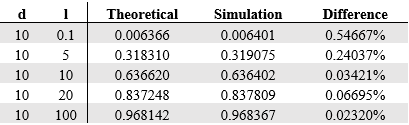 d l Theoretical Simulation Difference
10 0.1 0.006366 0.006401 0.54667%
10 5 0.318310 0.319075 0.24037%
10 10 0.636620 0.636402 0.03421%
10 20 0.837248 0.837809 0.06695%
10 100 0.968142 0.968367 0.02320%